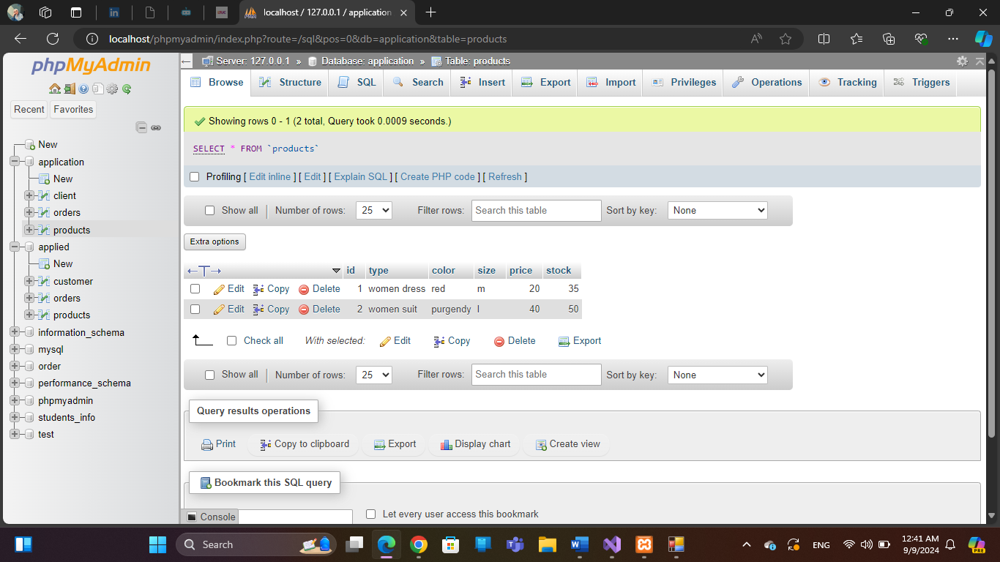 localhost / 127.0.0.1 / application
localhost/phpmyadmin/index.php?route=/sql&pos=0&db=application&table=products
phpMyAdmin
Recent Favorites
New
application
New
client
orders
products
applied
New
customer
orders
products
information_schema
mysql
order
performance_schema
phpmyadmin
students_info
test
Server: 127.0.0.1 » Database: application » Table: products
Browse Structure SQL Search Insert Export Import Privileges Operations Tracking Triggers
Showing rows 0 - 1 (2 total, Query took 0.0009 seconds.)
SELECT * FROM `products`
Profiling [ Edit inline ] [ Edit ] [ Explain SQL ] [ Create PHP code ] [ Refresh ]
Show all Number of rows: 25 Filter rows: Search this table Sort by key: None
Extra options
←T→ id type color size price stock
Edit Copy Delete 1 women dress red m 20 35
Edit Copy Delete 2 women suit purgendy l 40 50
Check all With selected: Edit Copy Delete Export
Show all Number of rows: 25 Filter rows: Search this table Sort by key: None
Query results operations
Print Copy to clipboard Export Display chart Create view
Bookmark this SQL query
Let every user access this bookmark
Console
Search
ENG
12:41 AM
9/9/2024
PRE